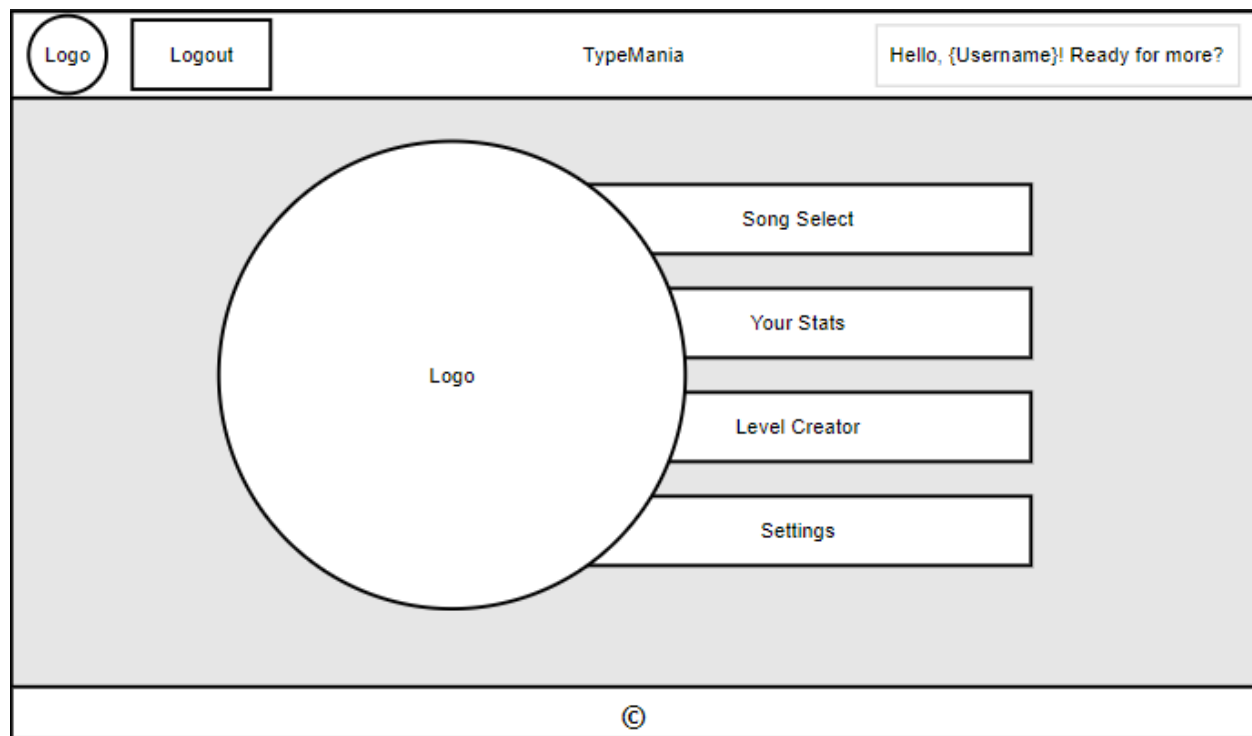 Logo
Logout
TypeMania
Hello, {Username}! Ready for more?
Song Select
Your Stats
Logo
Level Creator
Settings
©